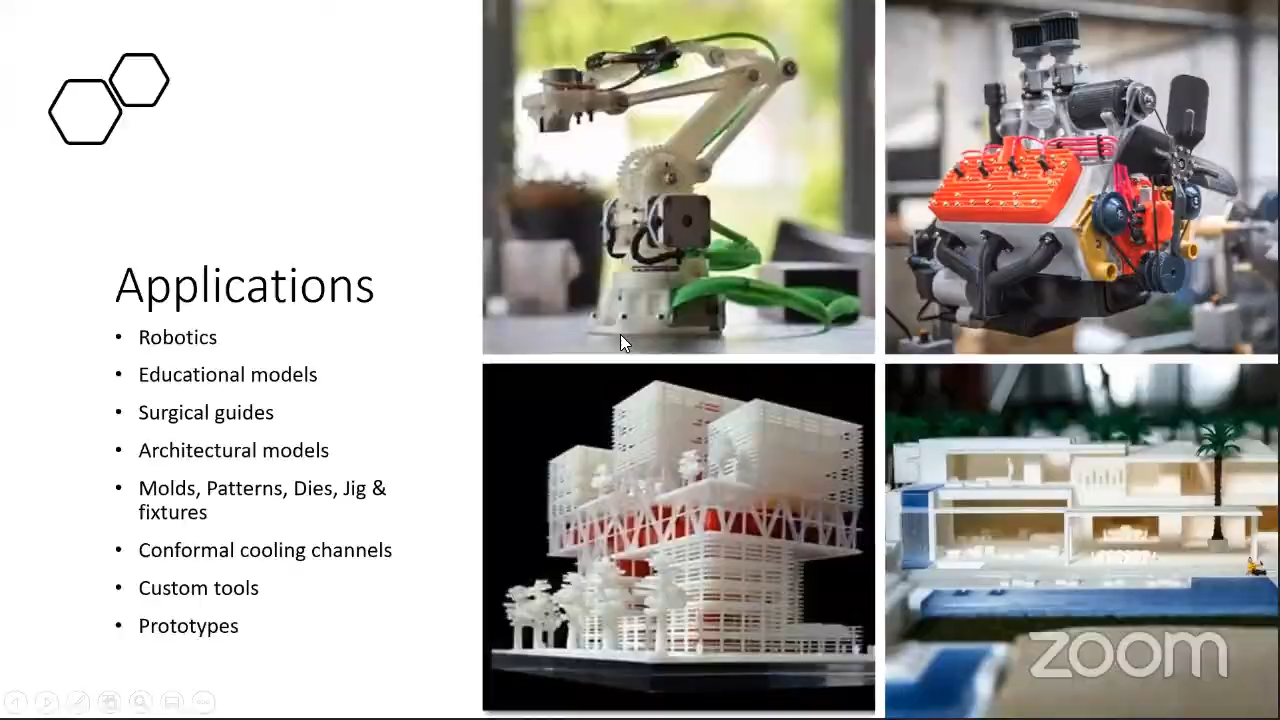 Applications
• Robotics
• Educational models
• Surgical guides
• Architectural models
• Molds, Patterns, Dies, Jig &
fixtures
• Conformal cooling channels
• Custom tools
• Prototypes
zoom